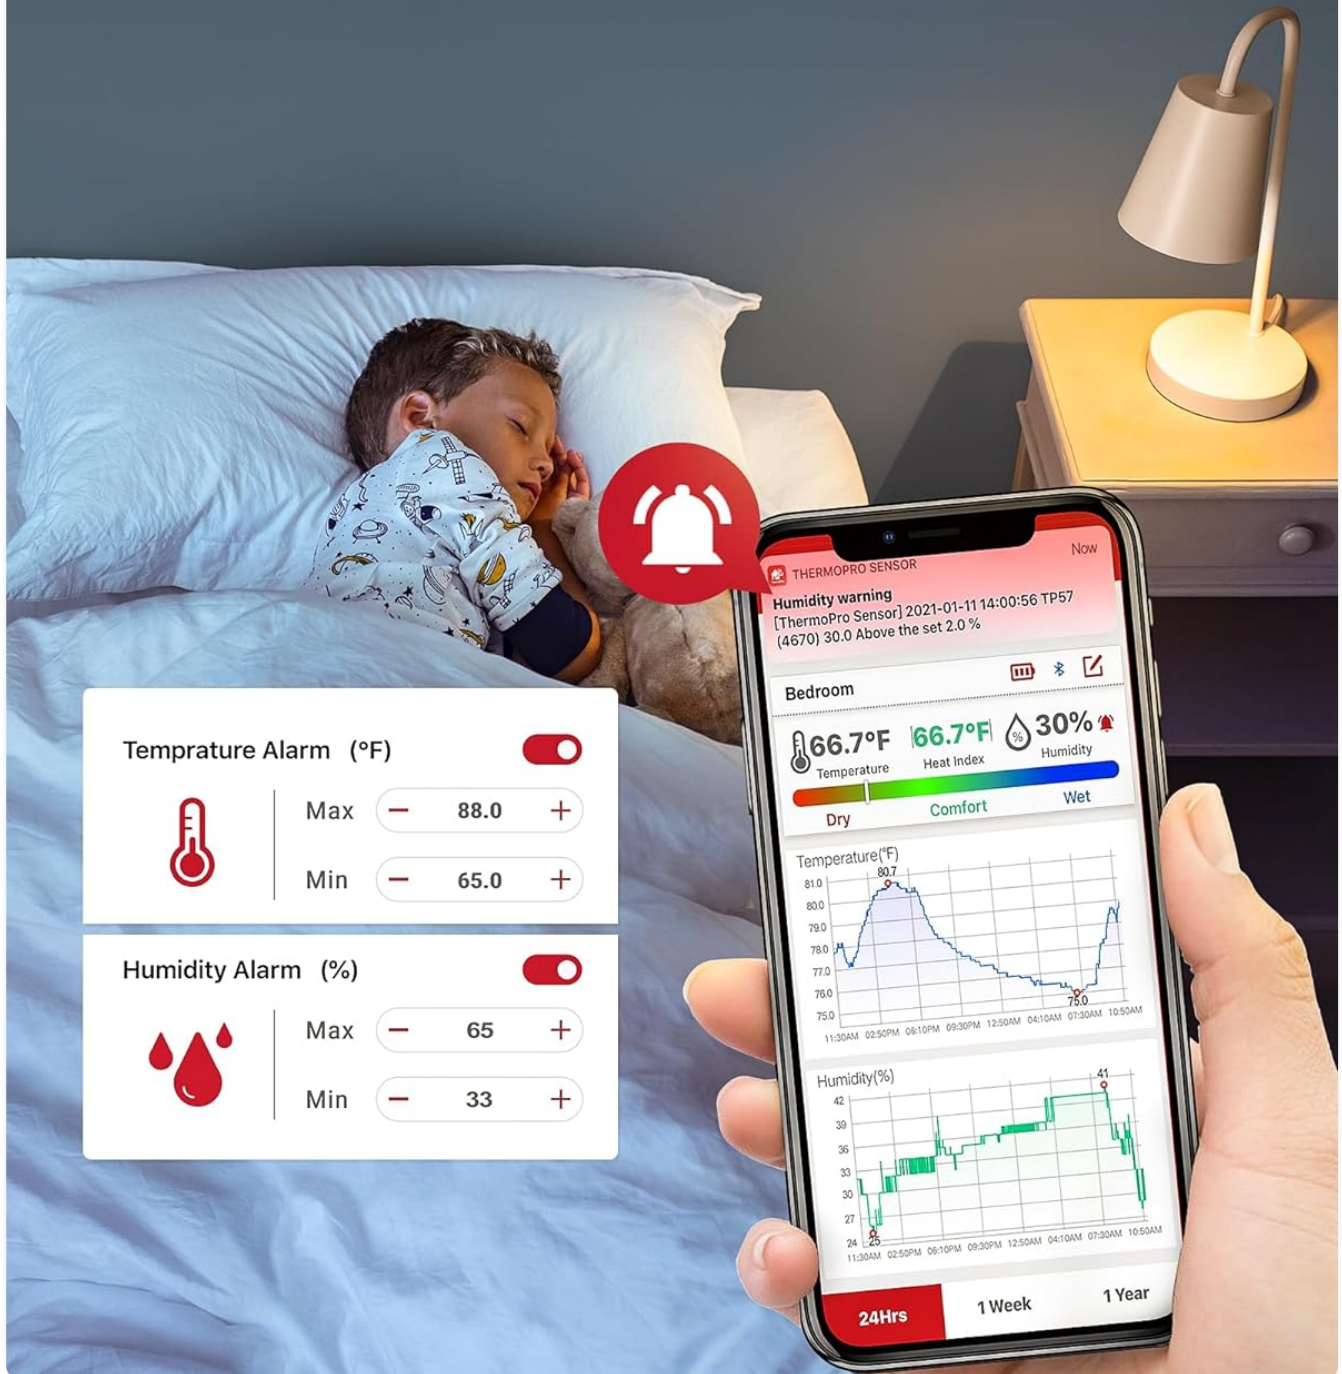 Temprature Alarm (°F)
Max − 88.0 +
Min − 65.0 +
Humidity Alarm (%)
Max − 65 +
Min − 33 +
Now
THERMOPRO SENSOR
Humidity warning
[ThermoPro Sensor] 2021-01-11 14:00:56 TP57
(4670) 30.0 Above the set 2.0 %
Bedroom
66.7°F 66.7°F % 30%
Temperature Heat Index Humidity
Dry Comfort Wet
Temperature(°F)
80.7
81.0
80.0
79.0
78.0
77.0
76.0
75.0
75.0
11:30AM 02:50PM 06:10PM 09:30PM 12:50AM 04:10AM 07:30AM 10:50AM
Humidity(%)
41
42
39
36
33
30
27
24
25
11:30AM 02:50PM 06:10PM 09:30PM 12:50AM 04:10AM 07:30AM 10:50AM
24Hrs 1 Week 1 Year